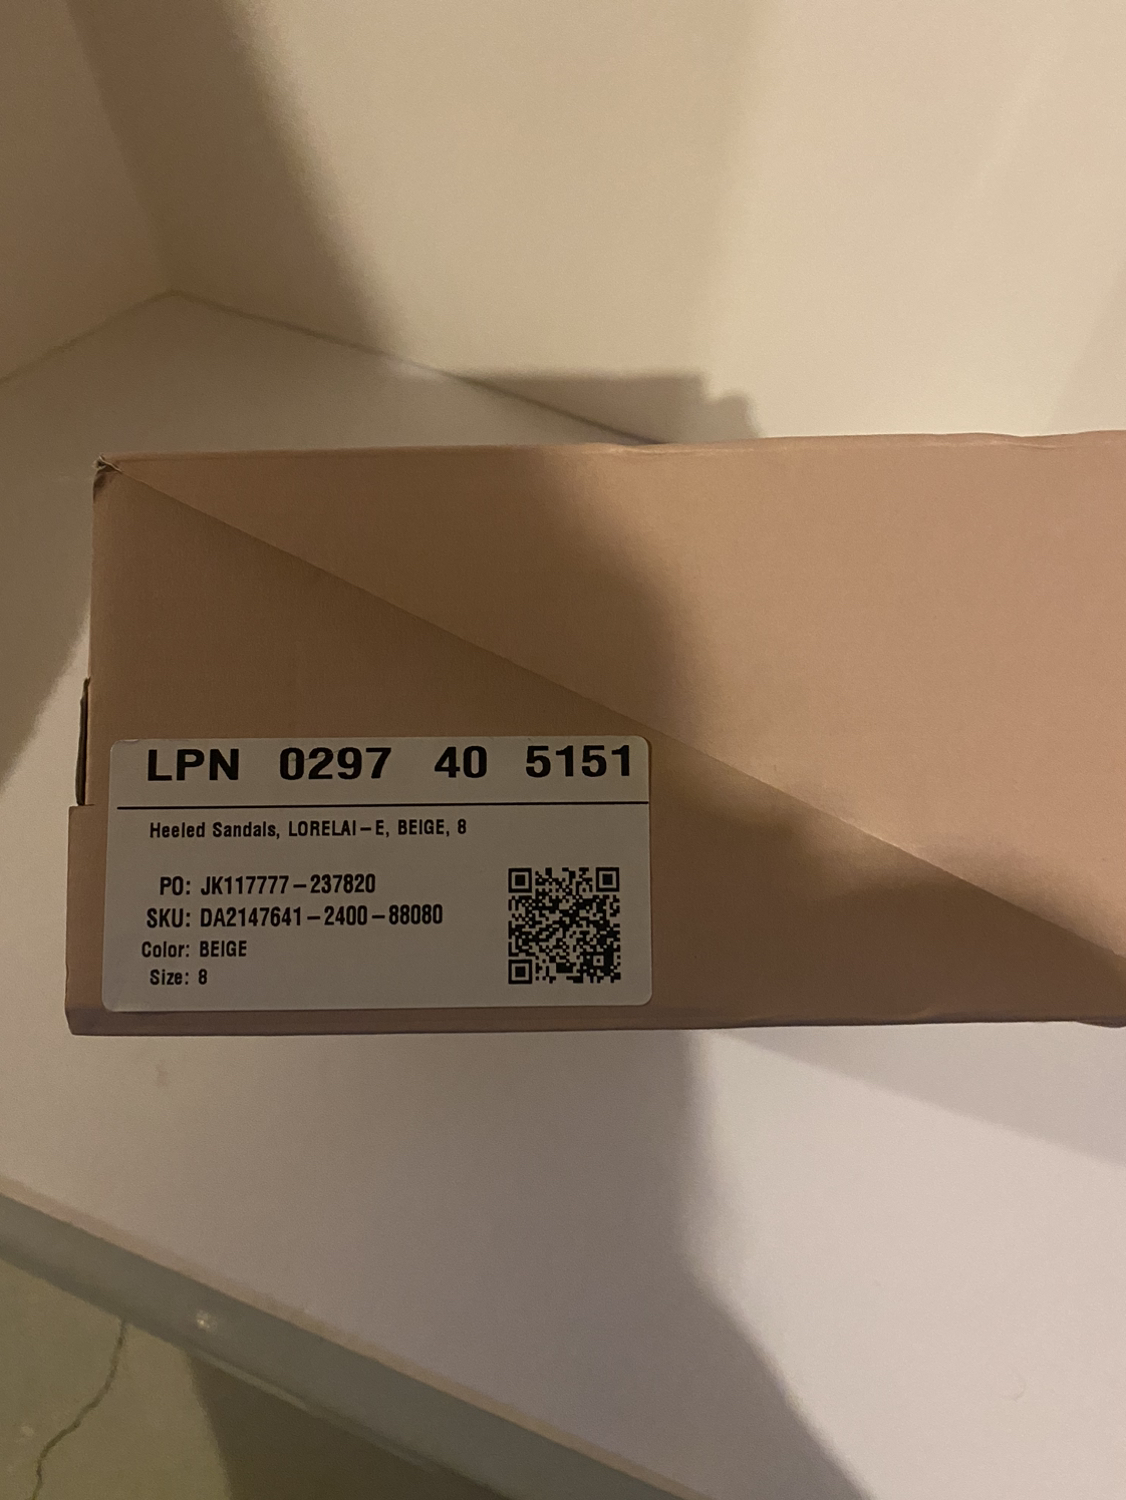 LPN 0297 40 5151
Heeled Sandals, LORELAI-E, BEIGE, 8
PO: JK117777-237820
SKU: DA2147641-2400-88080
Color: BEIGE
Size: 8